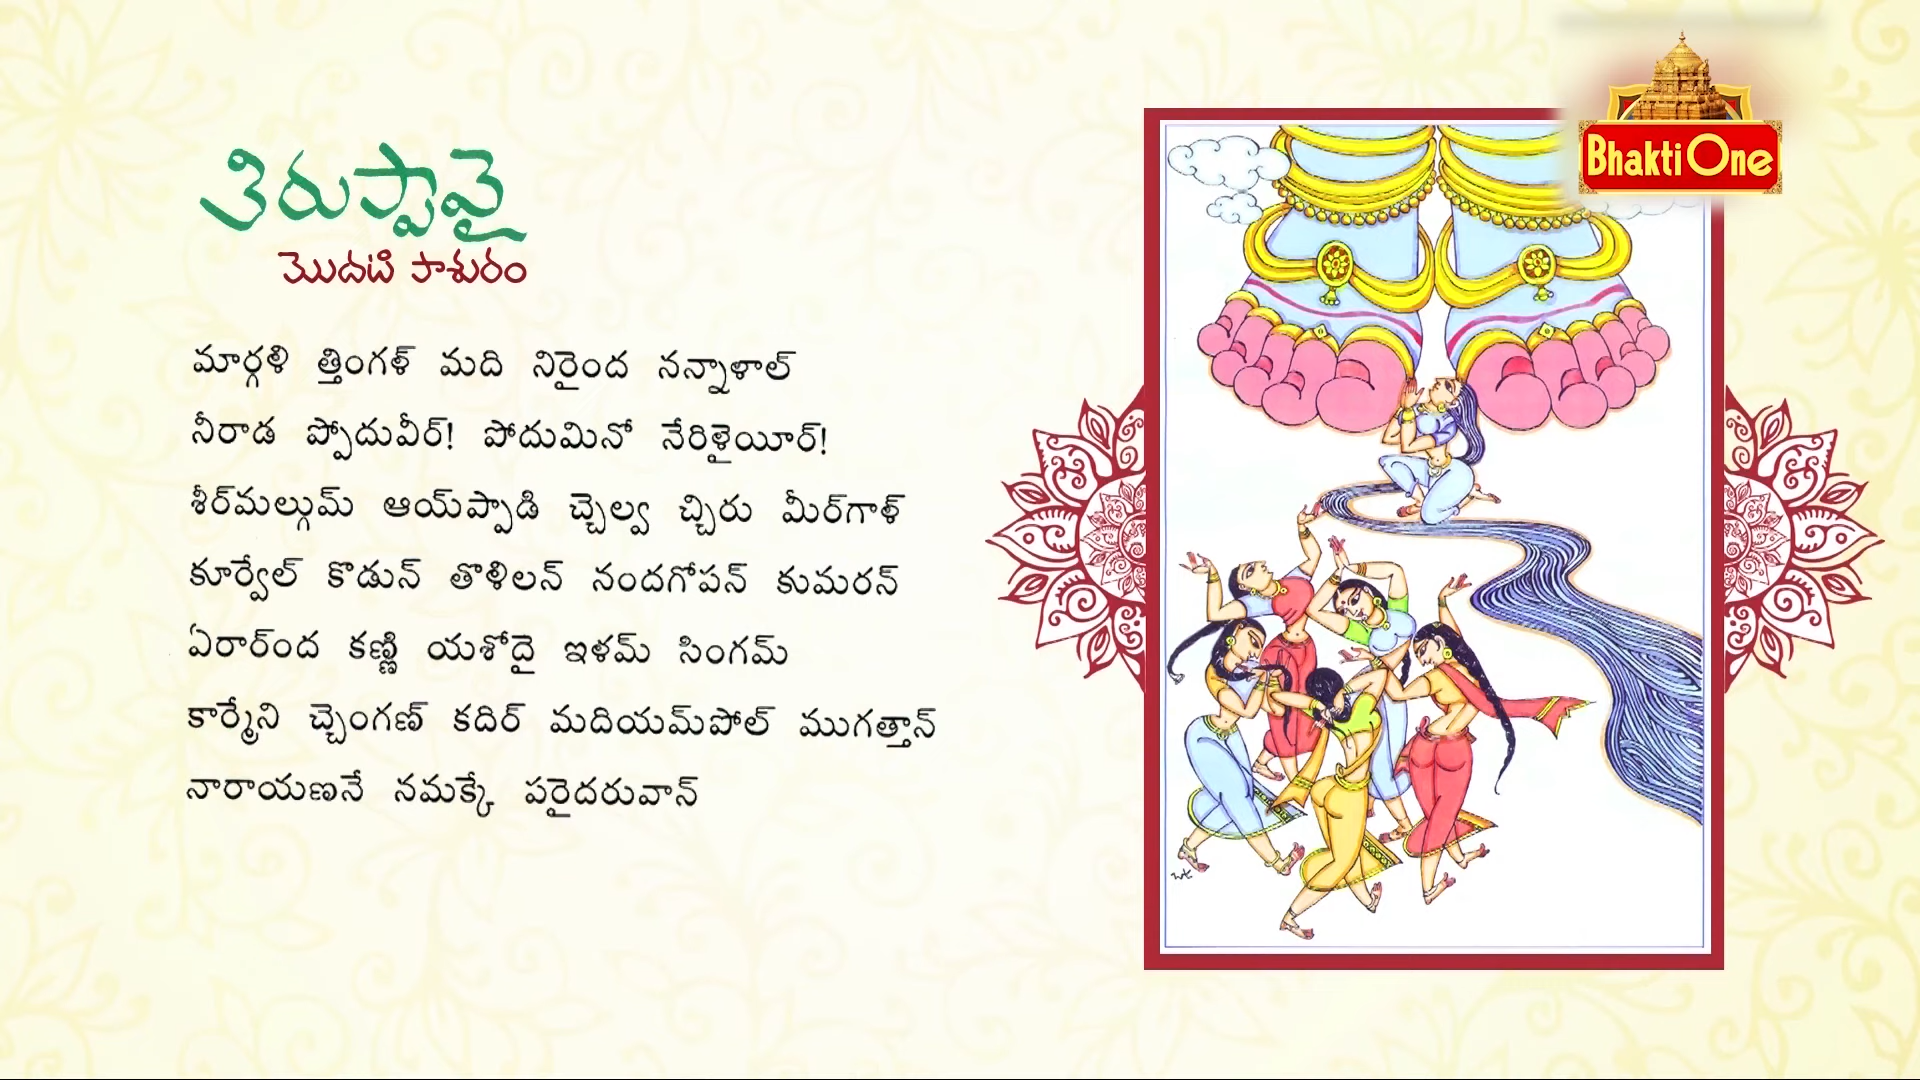 తిరుప్పావై
మొదటి పాశురం
మార్గళి త్తింగళ్ మది నిఱైంద నన్నాళాల్
నీరాడ ప్పోదువీర్! పోదుమినో నేరిళైయీర్!
శీర్‌మల్గుమ్ ఆయ్‌ప్పాడి చ్చెల్వ చ్చిరు మీర్‌గాళ్
కూర్వేల్ కొడున్ తొళిలన్ నందగోపన్ కుమరన్
ఏరార్‌ంద కణ్ణి యశోదై ఇళమ్ సింగమ్
కార్మేని చ్చెంగణ్ కదిర్ మదియమ్‌పోల్ ముగత్తాన్
నారాయణనే నమక్కే పఱైదరువాన్
Bhakti One